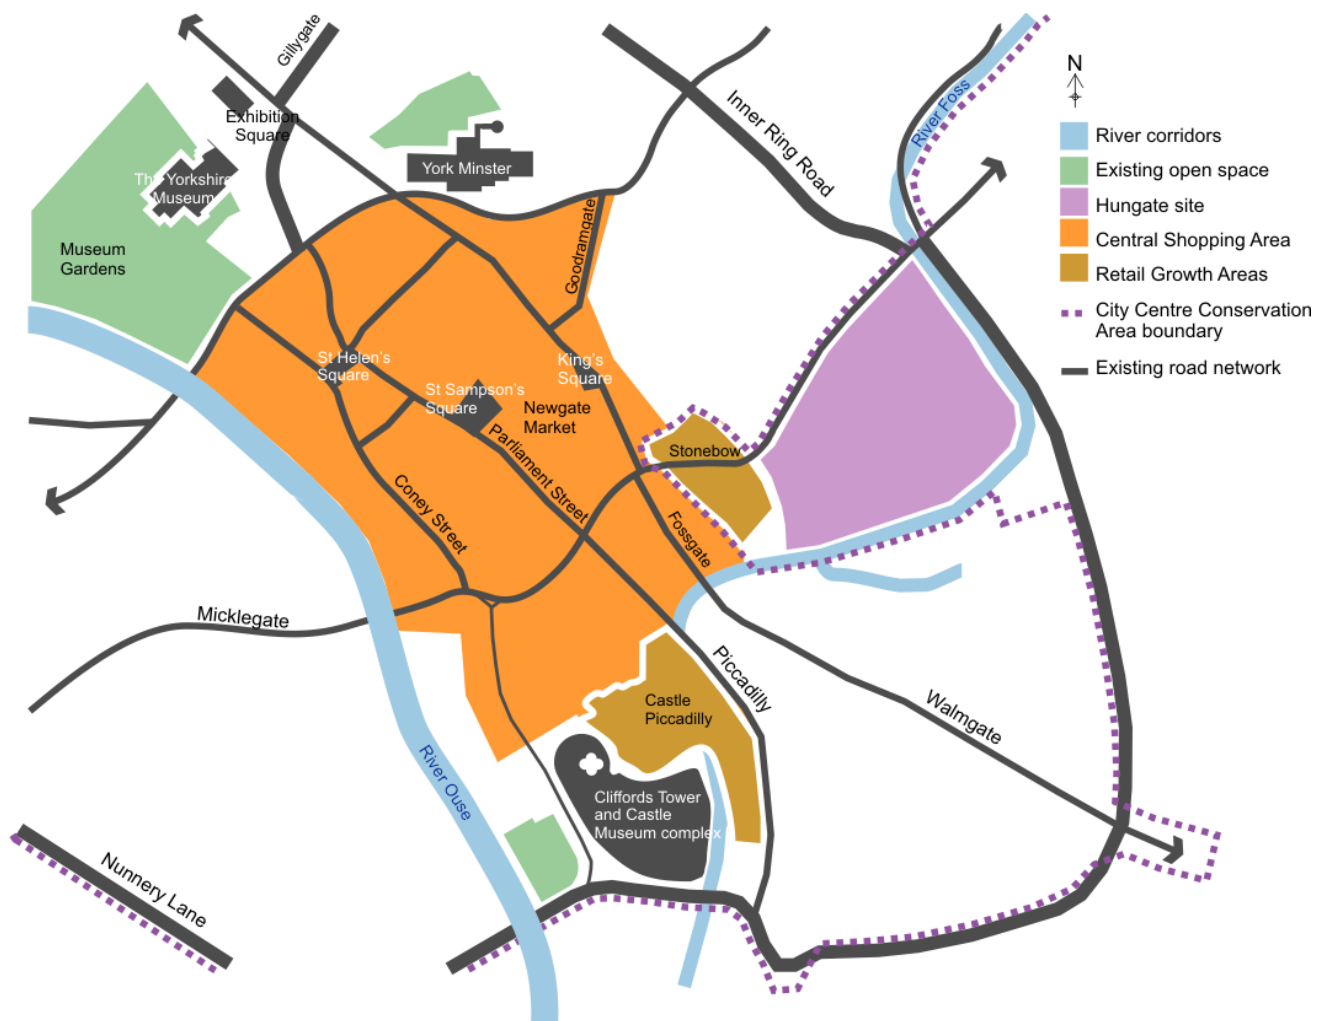 Gillygate
N
Exhibition
Square
York Minster
Inner Ring Road
River Foss
The Yorkshire
Museum
Museum
Gardens
Goodramgate
River corridors
Existing open space
Hungate site
Central Shopping Area
Retail Growth Areas
City Centre Conservation
Area boundary
Existing road network
St Helen's
Square
St Sampson's
Square
King's
Square
Newgate
Market
Parliament Street
Stonebow
Coney Street
Fossgate
Micklegate
Piccadilly
Castle
Piccadilly
Walmgate
River Ouse
Cliffords Tower
and Castle
Museum complex
Nunnery Lane